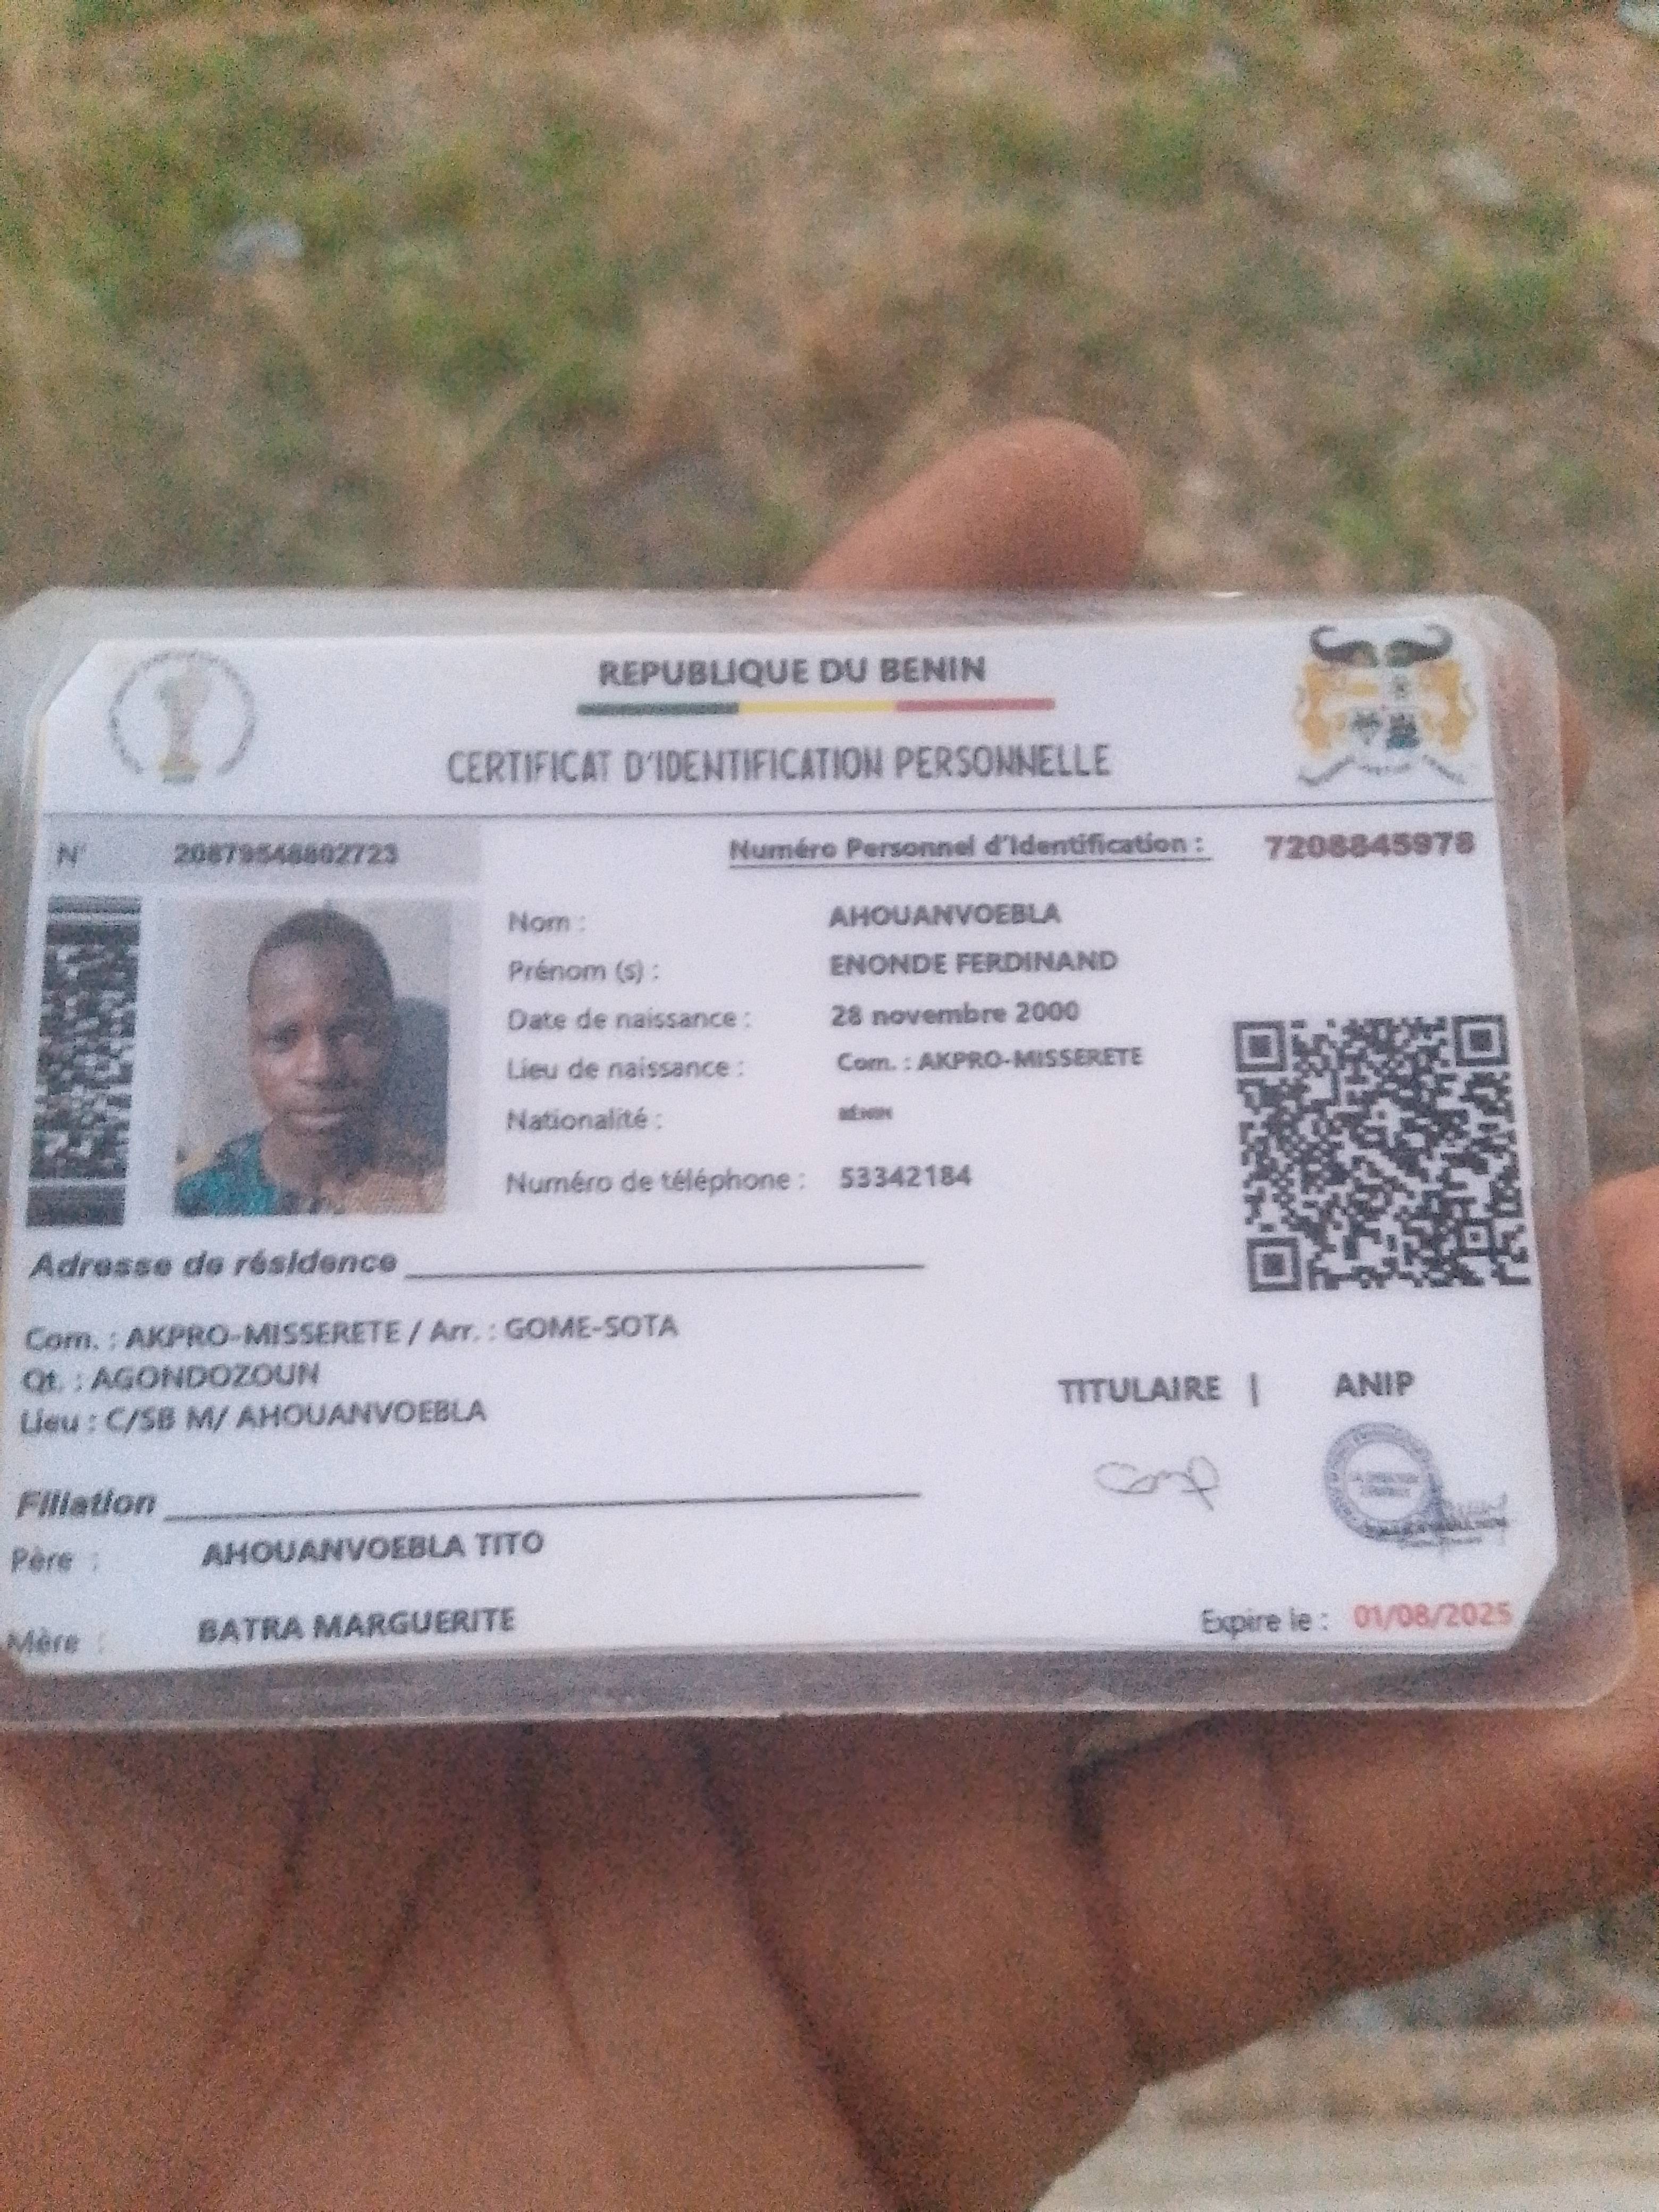 REPUBLIQUE DU BENIN
CERTIFICAT D'IDENTIFICATION PERSONNELLE
N° 20879548802723
Numéro Personnel d'Identification : 7208845978
Nom : AHOUANVOEBLA
Prénom (s) : ENONDE FERDINAND
Date de naissance : 28 novembre 2000
Lieu de naissance : Com. : AKPRO-MISSERETE
Nationalité : BÉNIN
Numéro de téléphone : 53342184
Adresse de résidence
Com. : AKPRO-MISSERETE / Arr. : GOME-SOTA
Qt. : AGONDOZOUN
Lieu : C/SB M/ AHOUANVOEBLA
TITULAIRE | ANIP
Filiation
Père : AHOUANVOEBLA TITO
Mère : BATRA MARGUERITE
Expire le : 01/08/2025